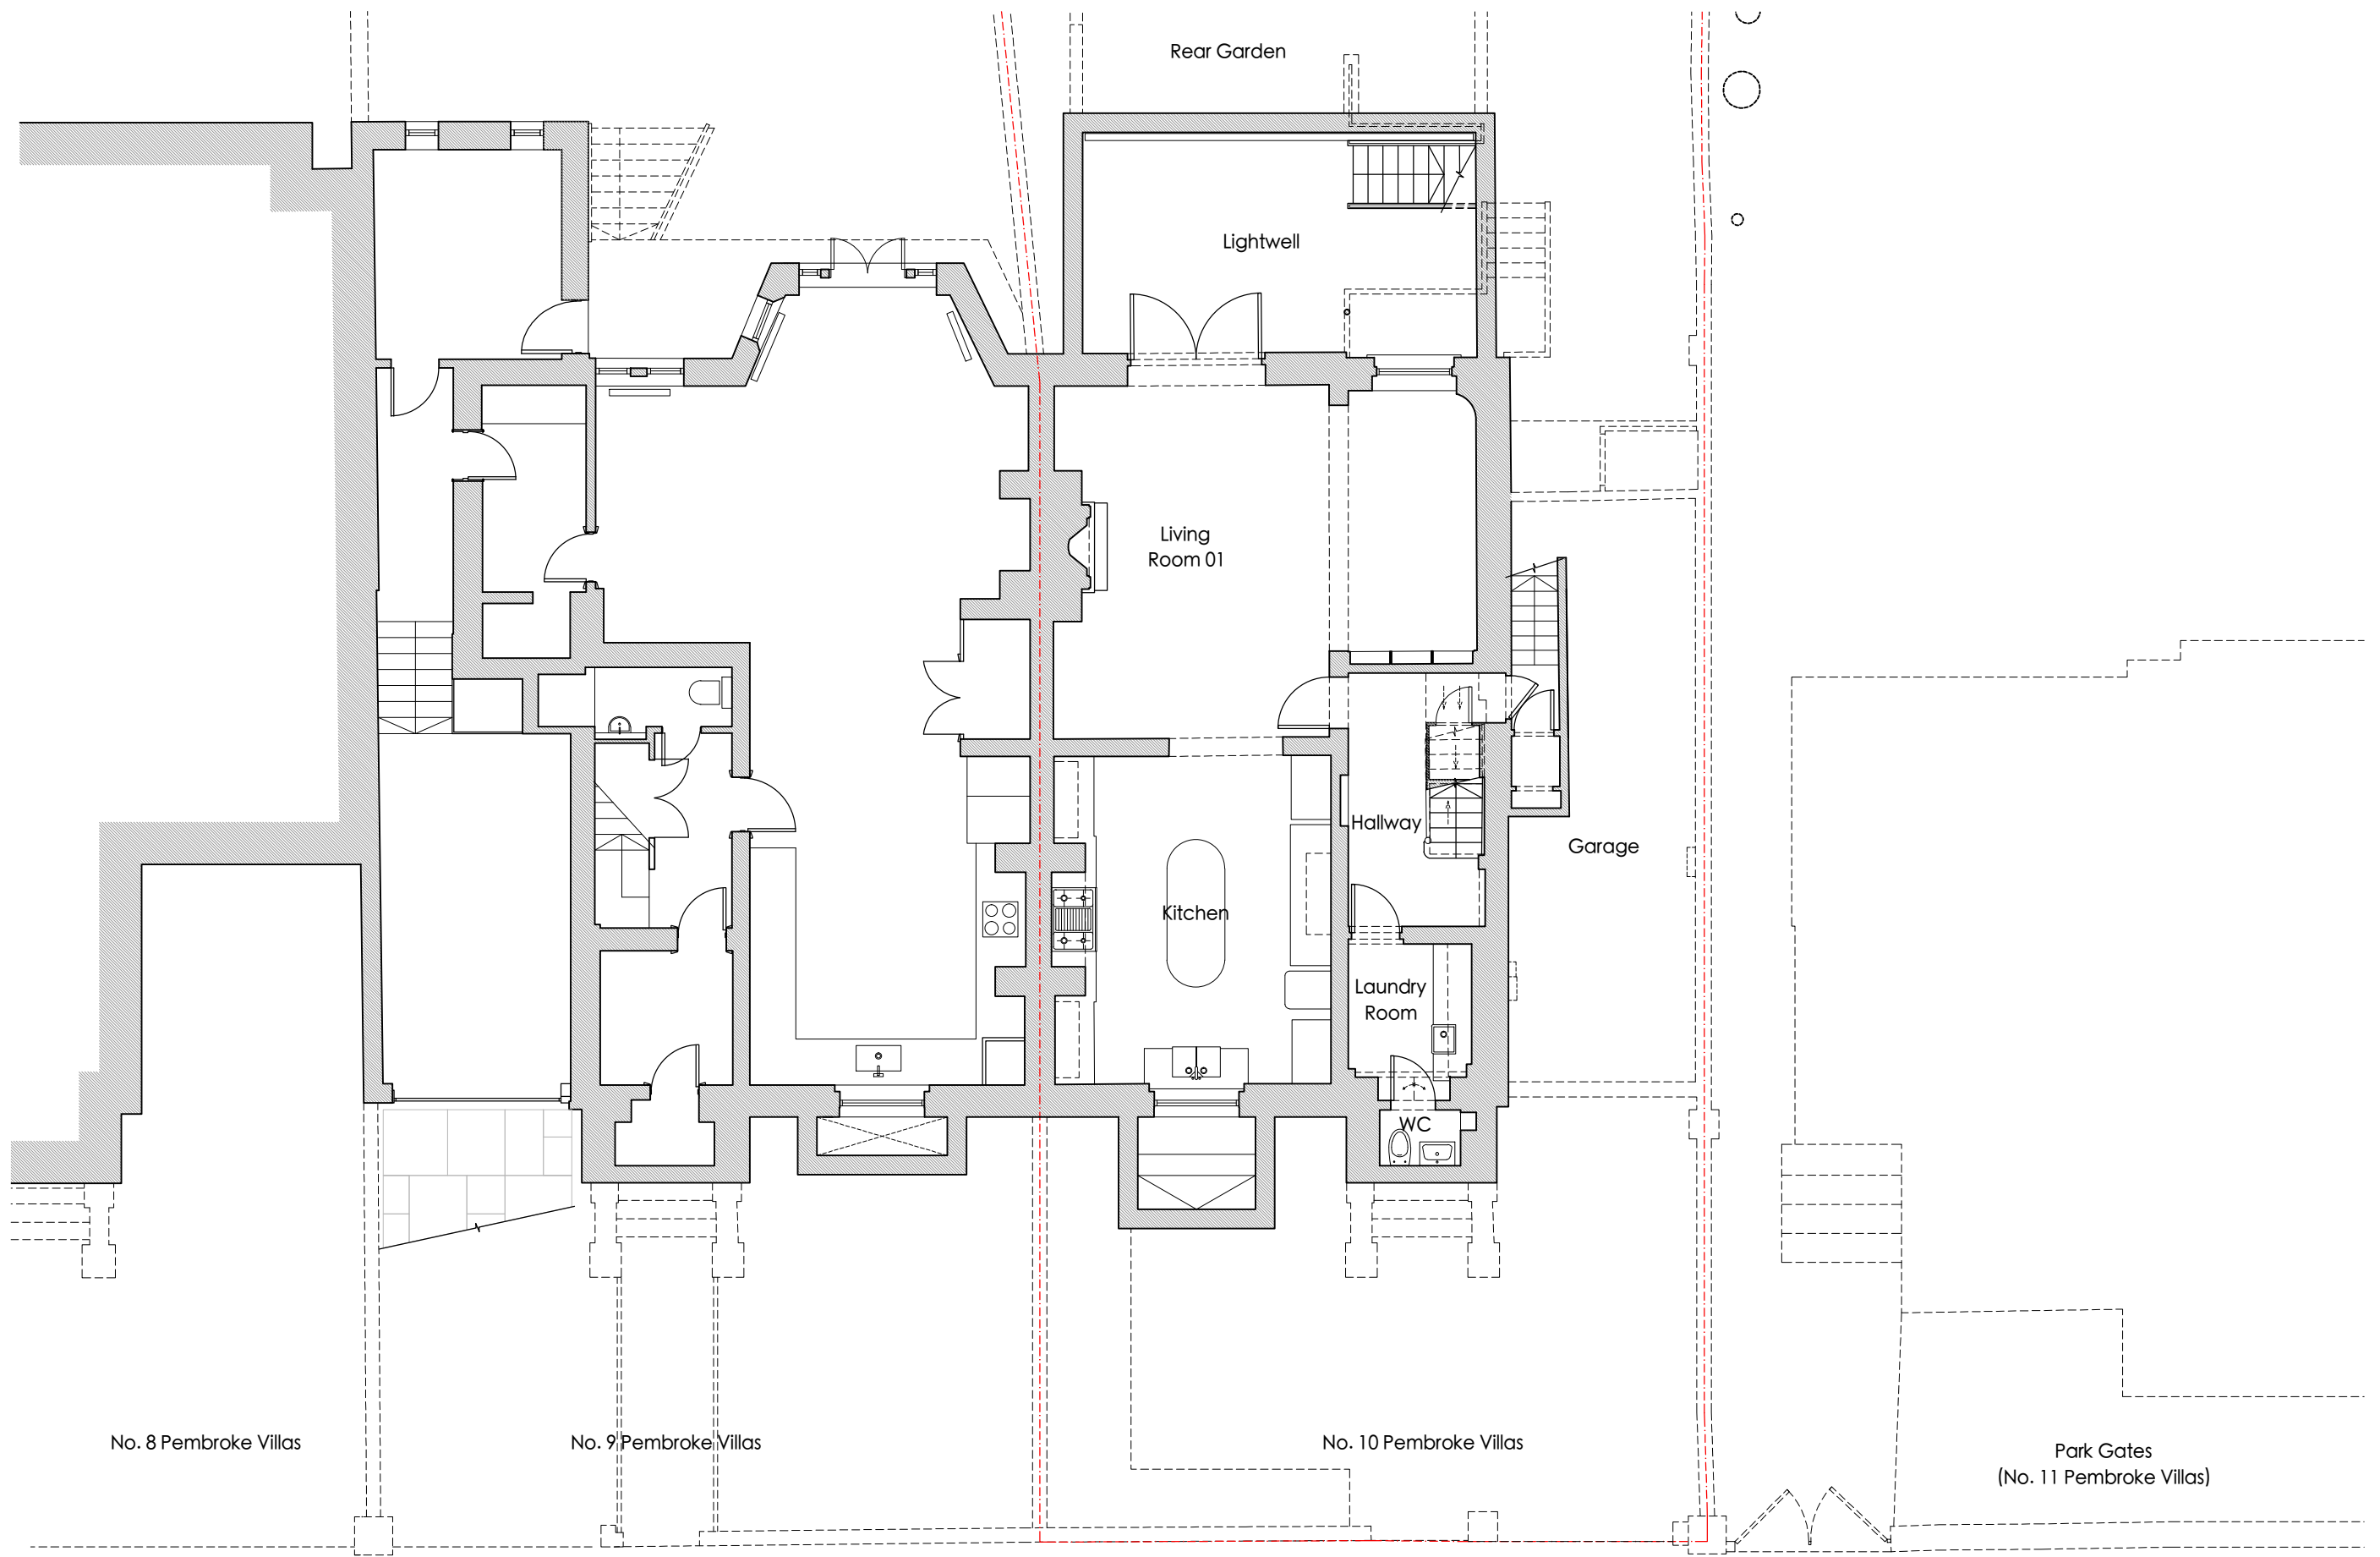 Rear Garden
Lightwell
Living
Room 01
Hallway
Garage
Kitchen
Laundry
Room
WC
No. 8 Pembroke Villas
No. 9 Pembroke Villas
No. 10 Pembroke Villas
Park Gates
(No. 11 Pembroke Villas)